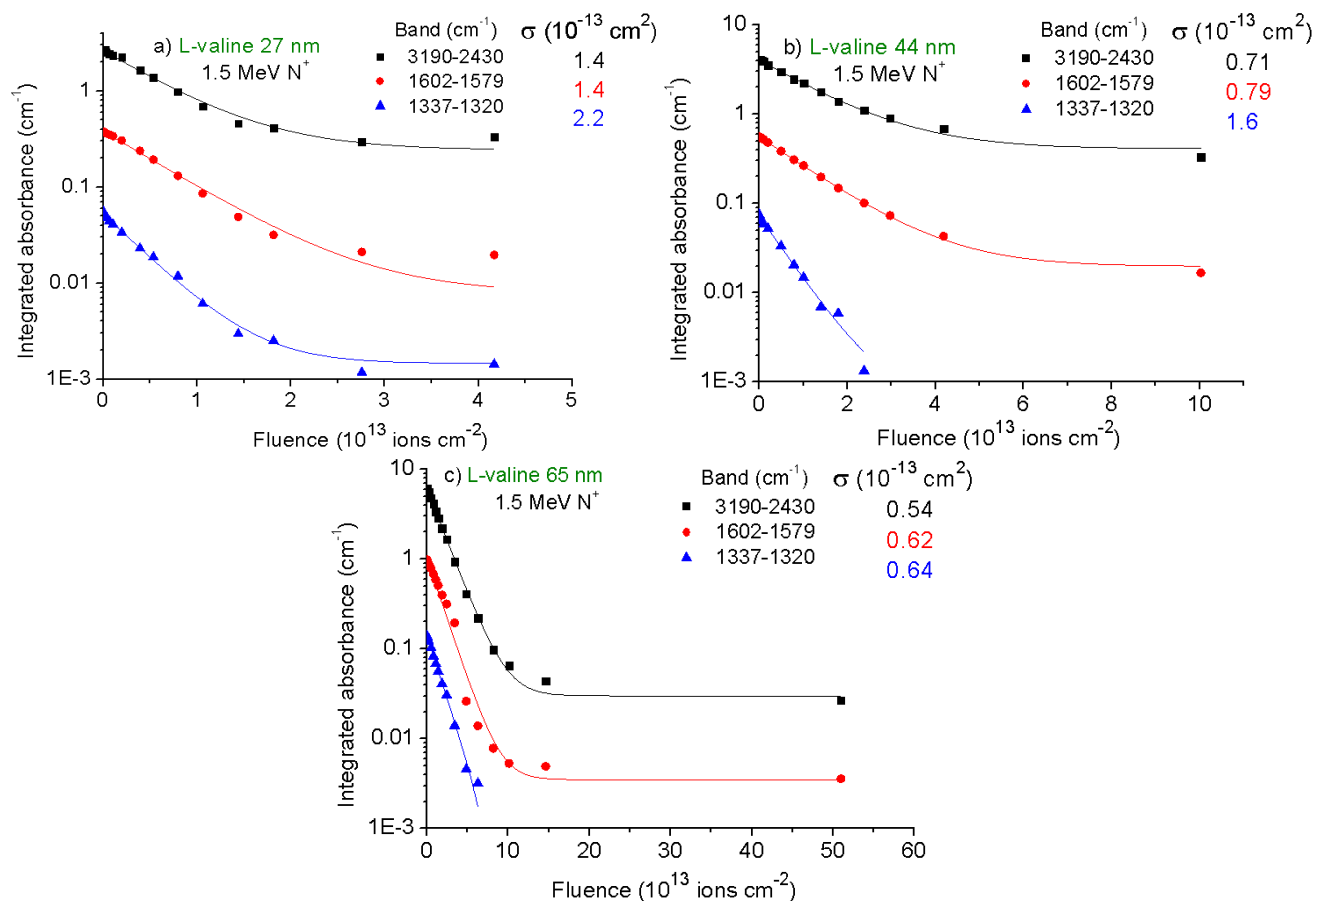 a) L-valine 27 nm
1.5 MeV N⁺
Band (cm⁻¹) σ (10⁻¹³ cm²)
3190-2430 1.4
1602-1579 1.4
1337-1320 2.2
Integrated absorbance (cm⁻¹)
1
0.1
0.01
1E-3
0 1 2 3 4 5
Fluence (10¹³ ions cm⁻²)
b) L-valine 44 nm
1.5 MeV N⁺
Band (cm⁻¹) σ (10⁻¹³ cm²)
3190-2430 0.71
1602-1579 0.79
1337-1320 1.6
Integrated absorbance (cm⁻¹)
10
1
0.1
0.01
1E-3
0 2 4 6 8 10
Fluence (10¹³ ions cm⁻²)
c) L-valine 65 nm
1.5 MeV N⁺
Band (cm⁻¹) σ (10⁻¹³ cm²)
3190-2430 0.54
1602-1579 0.62
1337-1320 0.64
Integrated absorbance (cm⁻¹)
10
1
0.1
0.01
1E-3
0 10 20 30 40 50 60
Fluence (10¹³ ions cm⁻²)